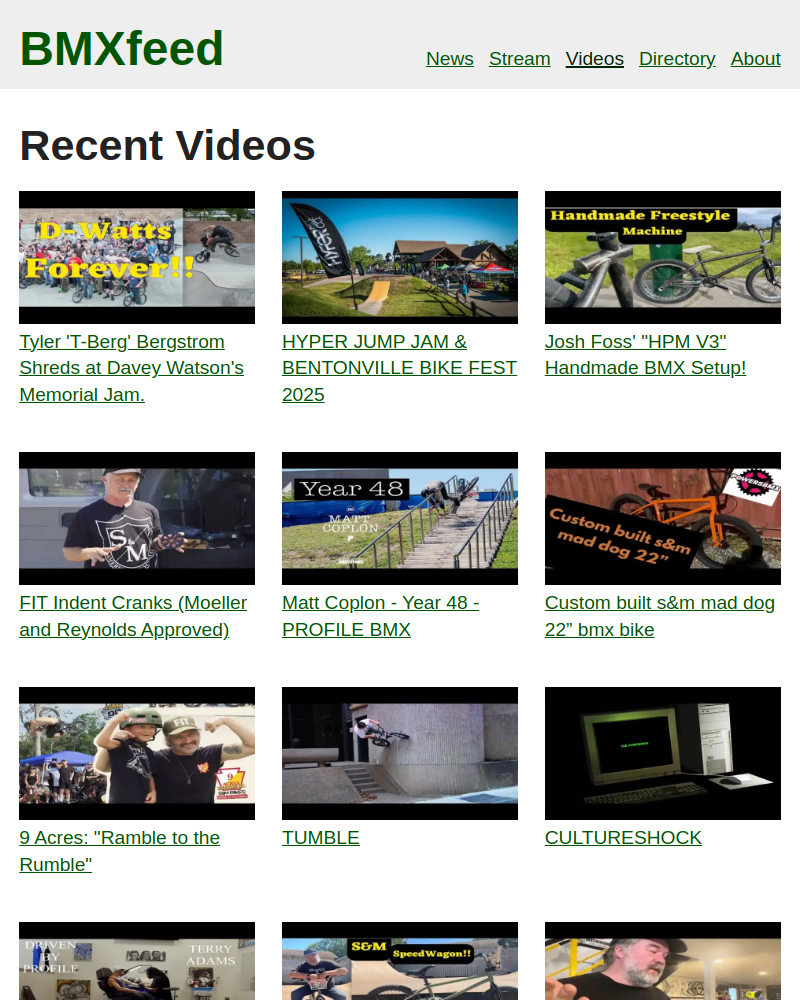 BMXfeed
News Stream Videos Directory About
Recent Videos
D-Watts
Forever!!
Hyper
Handmade Freestyle
Machine
Tyler 'T-Berg' Bergstrom
Shreds at Davey Watson's
Memorial Jam.
HYPER JUMP JAM &
BENTONVILLE BIKE FEST
2025
Josh Foss' "HPM V3"
Handmade BMX Setup!
S&M
Year 48
MATT
COPLON
POWERSBMX
Custom built s&m
mad dog 22”
FIT Indent Cranks (Moeller
and Reynolds Approved)
Matt Coplon - Year 48 -
PROFILE BMX
Custom built s&m mad dog
22” bmx bike
FIT
9
9 Acres: "Ramble to the
Rumble"
TUMBLE
CULTURESHOCK
DRIVEN
BY
PROFILE
TERRY
ADAMS
S&M
SpeedWagon!!